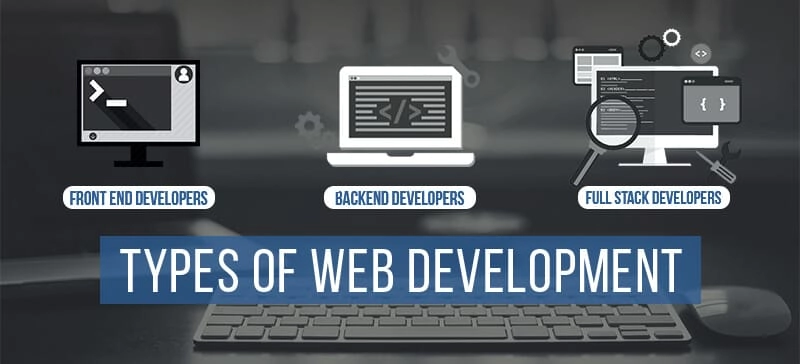 FRONT END DEVELOPERS
BACKEND DEVELOPERS
FULL STACK DEVELOPERS
TYPES OF WEB DEVELOPMENT